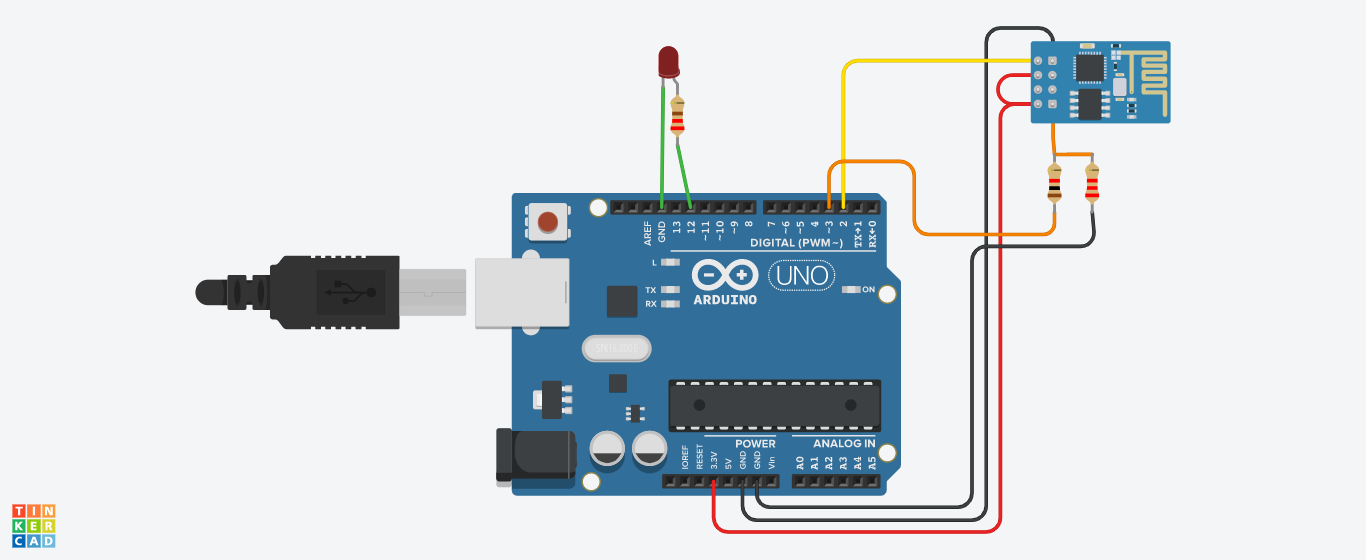 AREF
GND
13
12
~11
~10
~9
8
7
~6
~5
4
~3
2
TX→1
RX←0
DIGITAL (PWM ~)
L
TX
RX
ARDUINO
UNO
ON
POWER
ANALOG IN
IOREF
RESET
3.3V
5V
GND
GND
Vin
A0
A1
A2
A3
A4
A5
TIN
KER
CAD